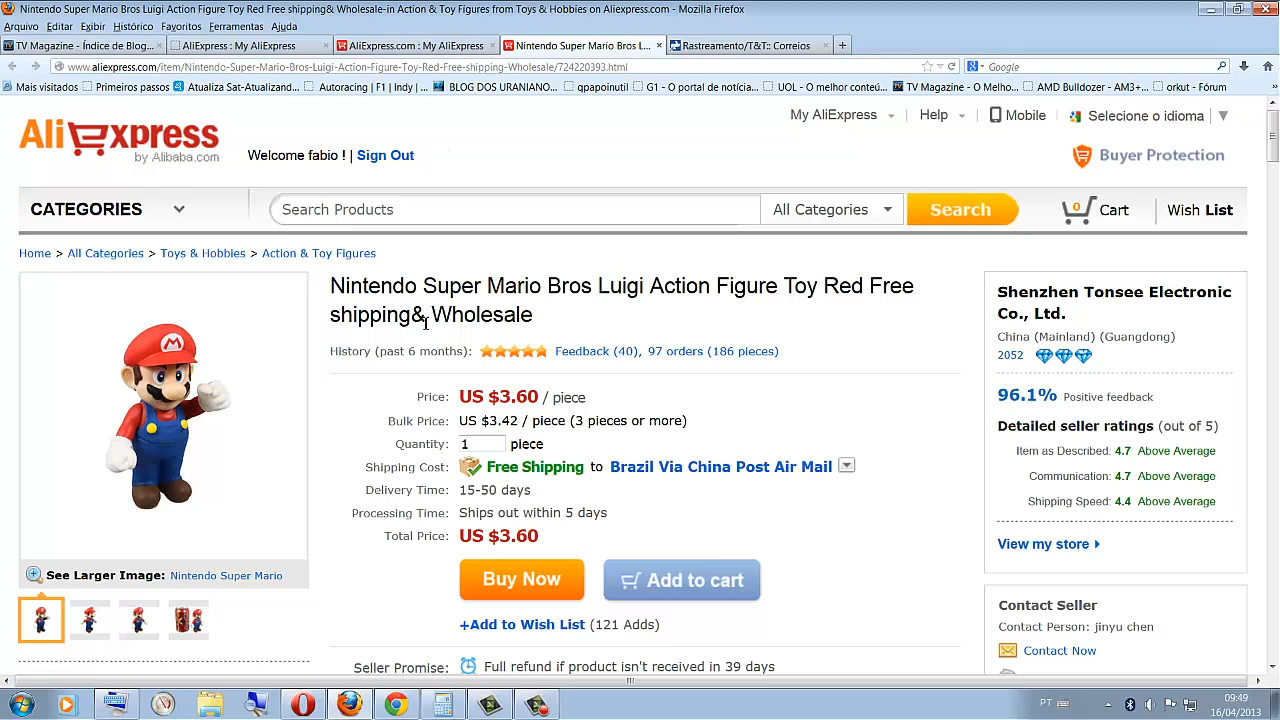 Nintendo Super Mario Bros Luigi Action Figure Toy Red Free shipping& Wholesale-in Action & Toy Figures from Toys & Hobbies on Aliexpress.com - Mozilla Firefox
Arquivo Editar Exibir Histórico Favoritos Ferramentas Ajuda
TV Magazine - Índice de Blog... AliExpress : My AliExpress AliExpress.com : My AliExpress Nintendo Super Mario Bros L... Rastreamento/T&T:: Correios
www.aliexpress.com/item/Nintendo-Super-Mario-Bros-Luigi-Action-Figure-Toy-Red-Free-shipping-Wholesale/724220393.html Google
Mais visitados Primeiros passos Atualiza Sat-Atualizand... Autoracing | F1 | Indy | ... BLOG DOS URANIANO... qpapoinutil G1 - O portal de notícia... UOL - O melhor conteú... TV Magazine - O Melho... AMD Bulldozer - AM3+... orkut - Fórum
My AliExpress Help Mobile Selecione o idioma
AliExpress
by Alibaba.com
Welcome fabio ! | Sign Out
Buyer Protection
CATEGORIES Search Products All Categories Search 0 Cart Wish List
Home > All Categories > Toys & Hobbies > Action & Toy Figures
Nintendo Super Mario Bros Luigi Action Figure Toy Red Free
shipping& Wholesale
History (past 6 months): Feedback (40), 97 orders (186 pieces)
Price: US $3.60 / piece
Bulk Price: US $3.42 / piece (3 pieces or more)
Quantity: 1 piece
Shipping Cost: Free Shipping to Brazil Via China Post Air Mail
Delivery Time: 15-50 days
Processing Time: Ships out within 5 days
Total Price: US $3.60
Buy Now Add to cart
+Add to Wish List (121 Adds)
Seller Promise: Full refund if product isn't received in 39 days
M
See Larger Image: Nintendo Super Mario
Shenzhen Tonsee Electronic
Co., Ltd.
China (Mainland) (Guangdong)
2052
96.1% Positive feedback
Detailed seller ratings (out of 5)
Item as Described: 4.7 Above Average
Communication: 4.7 Above Average
Shipping Speed: 4.4 Above Average
View my store
Contact Seller
Contact Person: jinyu chen
Contact Now
PT
09:49
16/04/2013